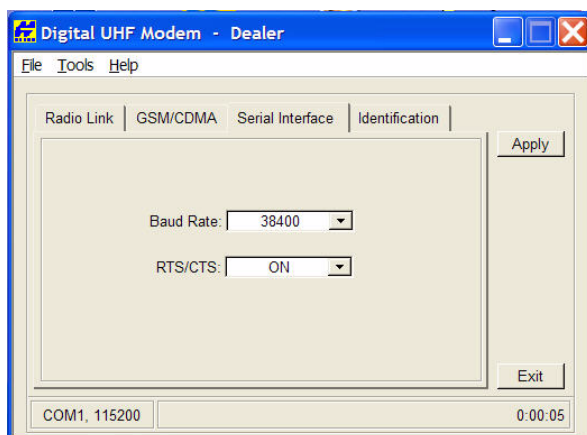 Digital UHF Modem - Dealer
File Tools Help
Radio Link GSM/CDMA Serial Interface Identification
Apply
Baud Rate: 38400
RTS/CTS: ON
Exit
COM1, 115200 0:00:05